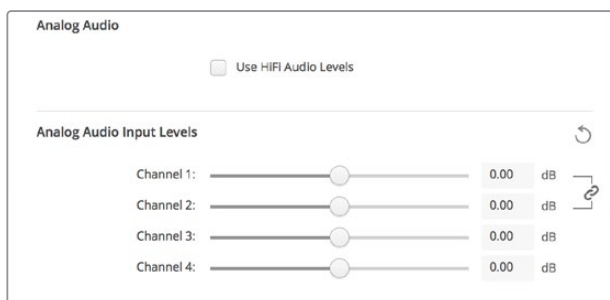 Analog Audio
Use HiFi Audio Levels
Analog Audio Input Levels
Channel 1: 0.00 dB
Channel 2: 0.00 dB
Channel 3: 0.00 dB
Channel 4: 0.00 dB